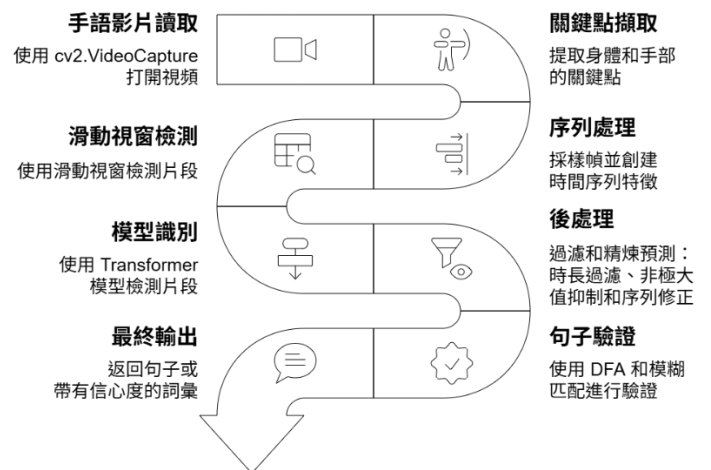 手語影片讀取
使用 cv2.VideoCapture
打開視頻
關鍵點擷取
提取身體和手部
的關鍵點
序列處理
採樣幀並創建
時間序列特徵
滑動視窗檢測
使用滑動視窗檢測片段
模型識別
使用 Transformer
模型檢測片段
後處理
過濾和精煉預測：
時長過濾、非極大
值抑制和序列修正
句子驗證
使用 DFA 和模糊
匹配進行驗證
最終輸出
返回句子或
帶有信心度的詞彙